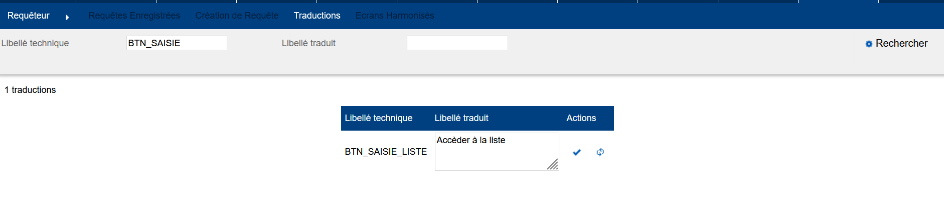 Requêteur Requêtes Enregistrées Création de Requête Traductions Ecrans Harmonisés
Libellé technique BTN_SAISIE Libellé traduit Rechercher
1 traductions
Libellé technique Libellé traduit Actions
BTN_SAISIE_LISTE Accéder à la liste